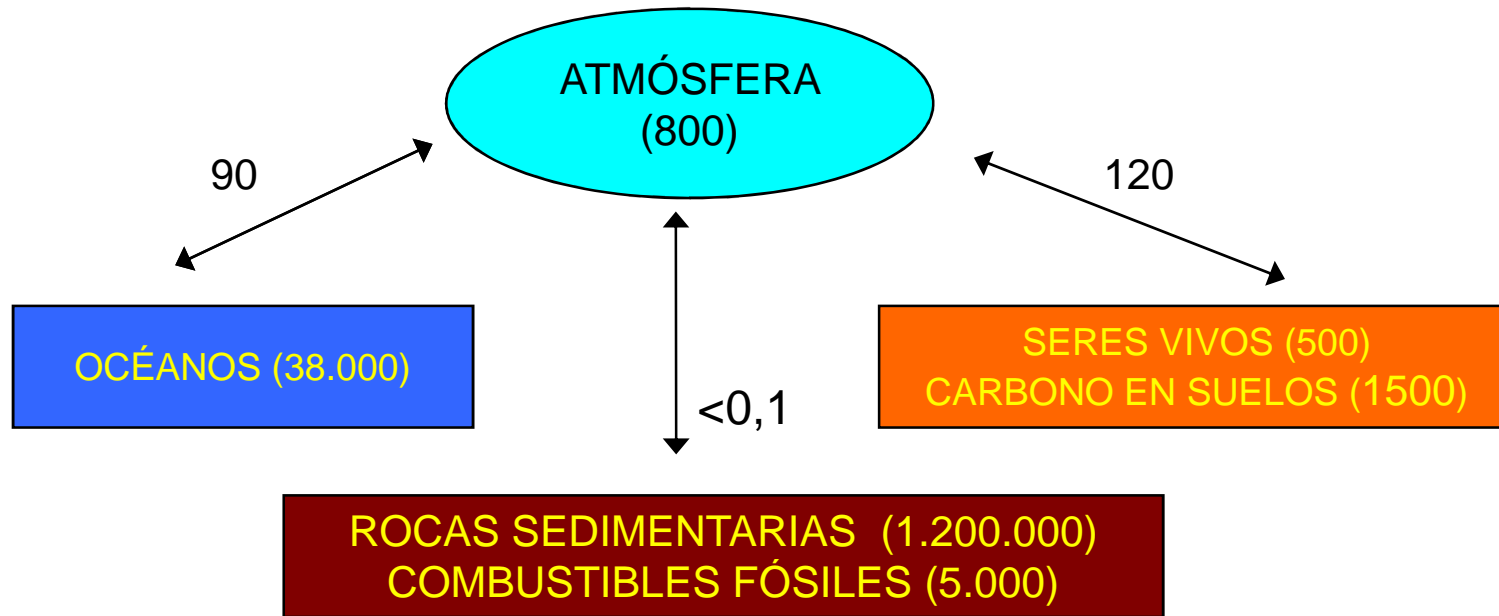 ATMÓSFERA
(800)
90
120
OCÉANOS (38.000)
SERES VIVOS (500)
CARBONO EN SUELOS (1500)
<0,1
ROCAS SEDIMENTARIAS (1.200.000)
COMBUSTIBLES FÓSILES (5.000)